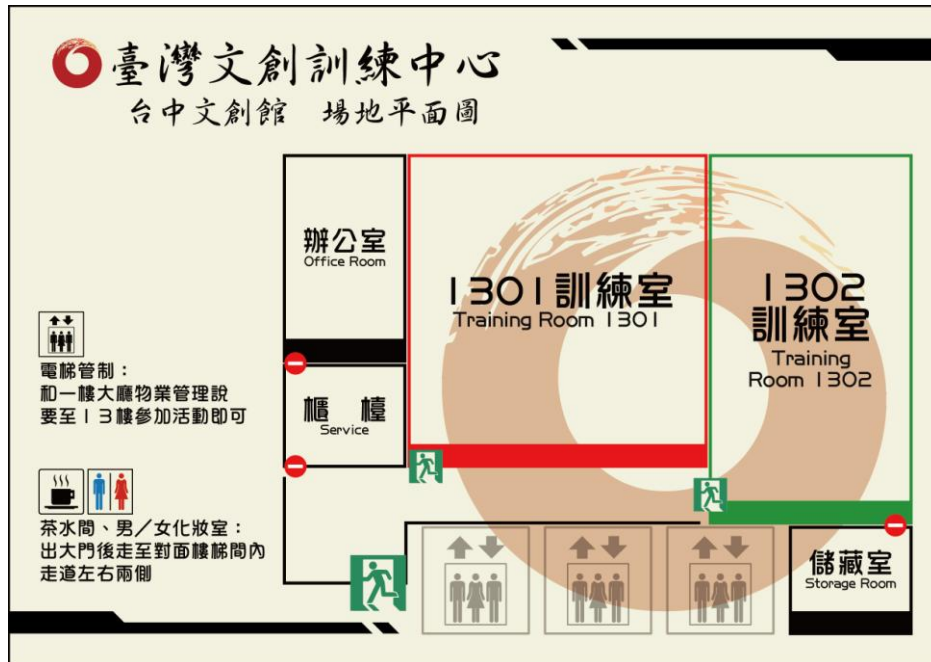 臺灣文創訓練中心
台中文創館 場地平面圖
辦公室
Office Room
1301訓練室
Training Room 1301
1302
訓練室
Training
Room 1302
電梯管制：
和一樓大廳物業管理說
要至13樓參加活動即可
櫃 檯
Service
茶水間、男／女化妝室：
出大門後走至對面樓梯間內
走道左右兩側
儲藏室
Storage Room